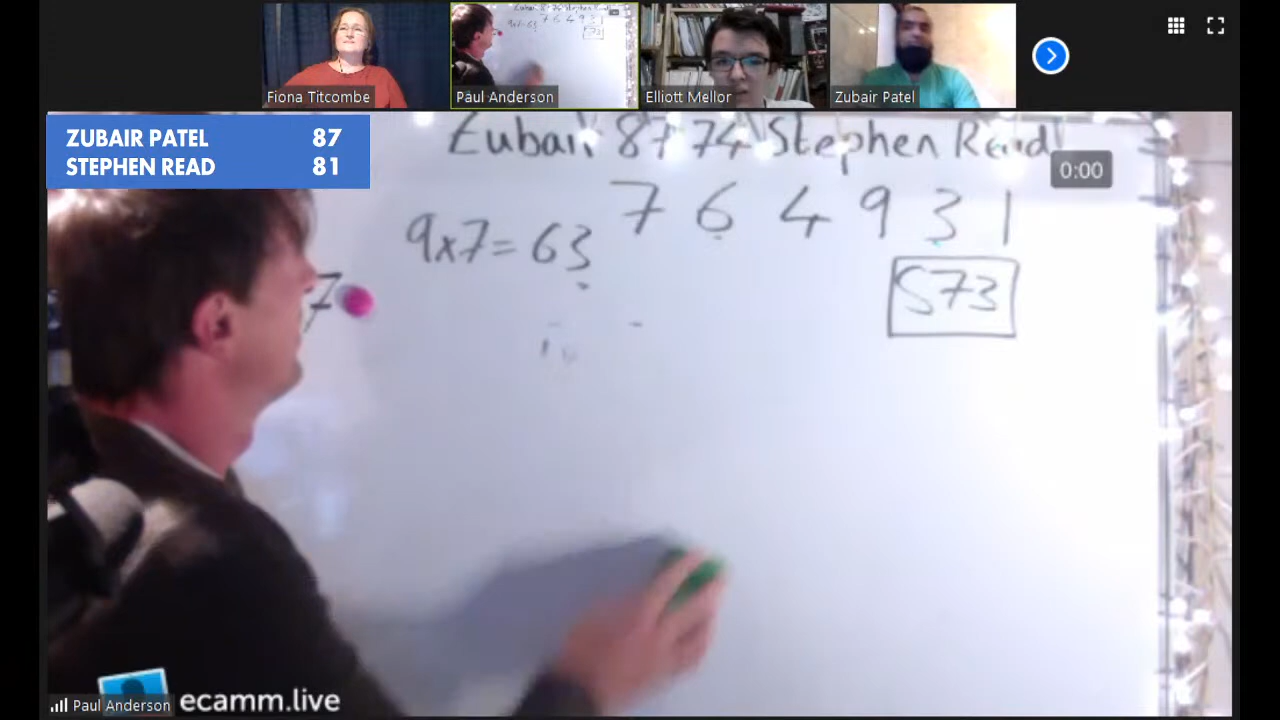 Fiona Titcombe
Paul Anderson
Elliott Mellor
Zubair Patel
ZUBAIR PATEL 87
STEPHEN READ 81
Zubair 87 74 Stephen Read
0:00
7 6 4 9 3 1
9x7= 63
573
7
Paul Anderson
ecamm.live